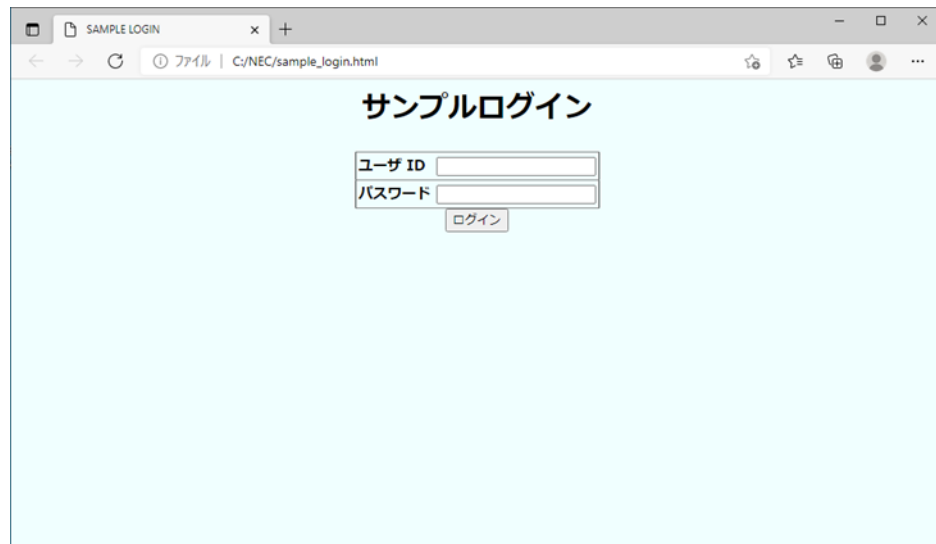 SAMPLE LOGIN
ファイル | C:/NEC/sample_login.html
サンプルログイン
ユーザ ID
パスワード
ログイン